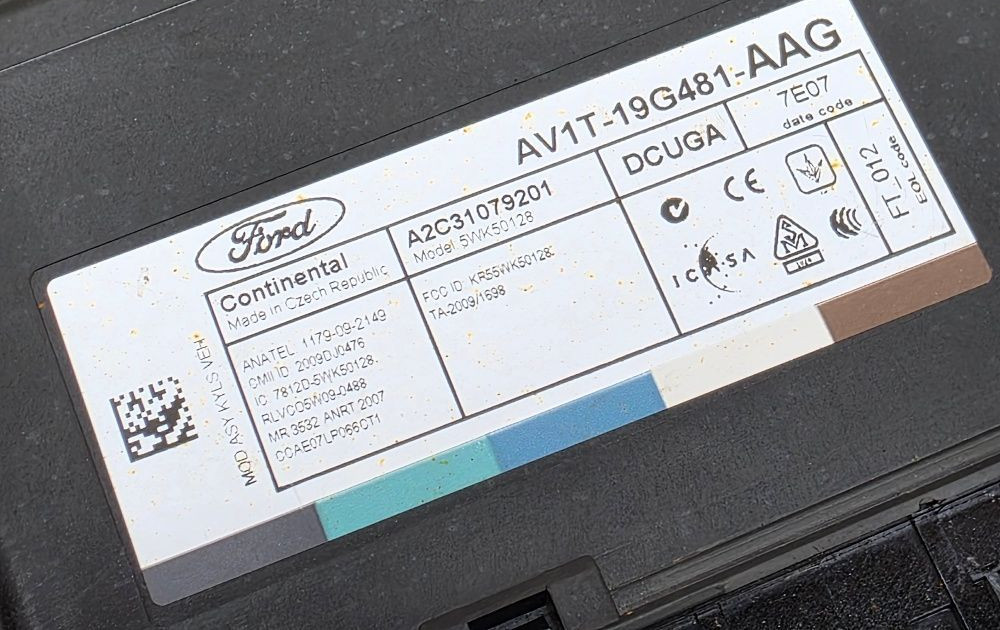 AV1T-19G481-AAG
Ford
Continental
Made in Czech Republic
A2C31079201
Model 5WK50128
DCUGA
7E07
date code
FT_012
EOL code
ANATEL 1179-09-2149
CMII ID 2009DJ0476
IC 7812D-5WK50128
RLVCO5W09-0488
MR 3532 ANRT 2007
CCAE07LP066CT1
FCC ID: KR55WK50128
TA-2009/1698
CE
ICASA
MOD ASY KYLS VEH